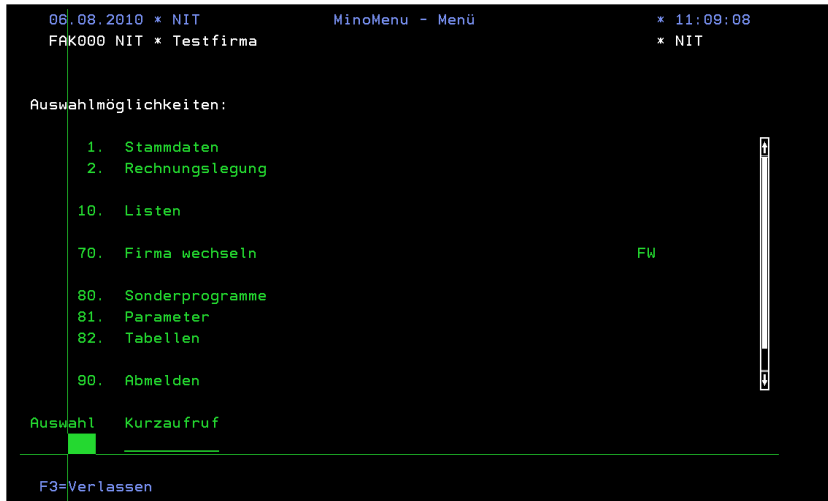 06.08.2010 * NIT MinoMenu - Menü * 11:09:08
FAK000 NIT * Testfirma * NIT
Auswahlmöglichkeiten:
1. Stammdaten
2. Rechnungslegung
10. Listen
70. Firma wechseln FW
80. Sonderprogramme
81. Parameter
82. Tabellen
90. Abmelden
Auswahl Kurzaufruf
F3=Verlassen